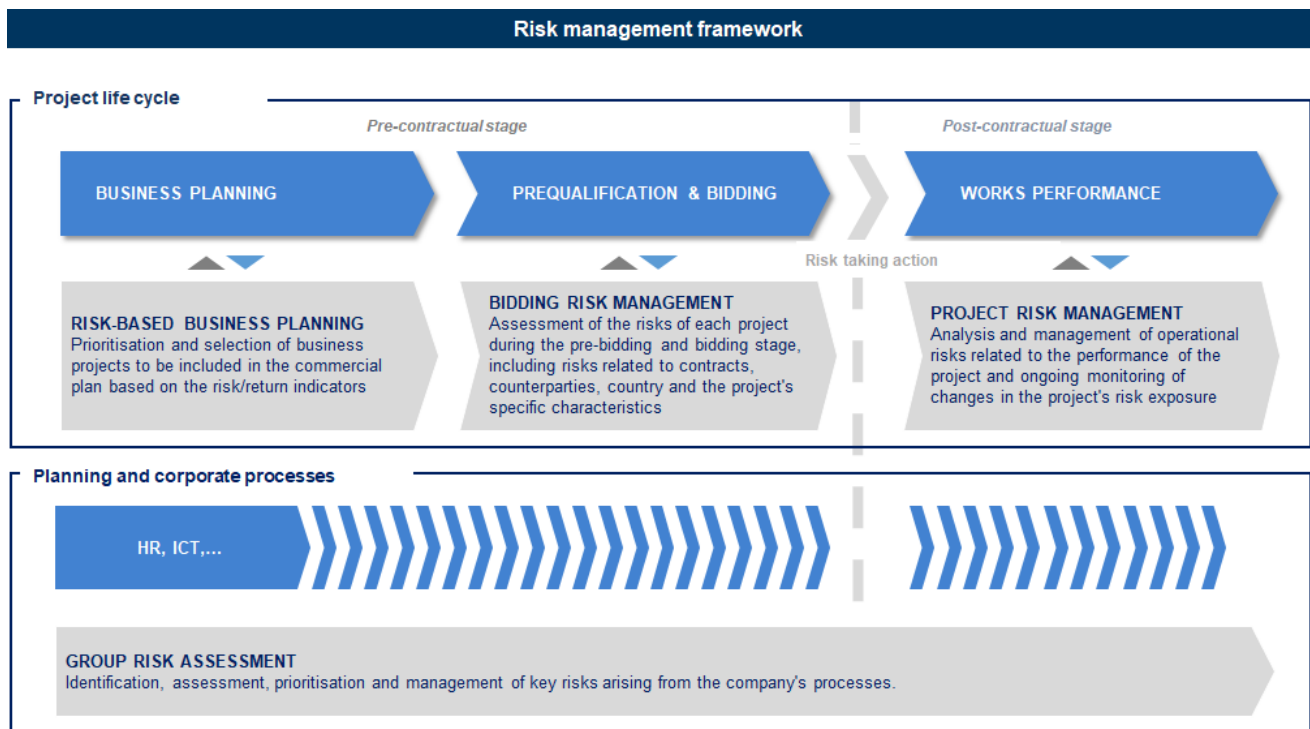 Risk management framework
Project life cycle
Pre-contractual stage
Post-contractual stage
BUSINESS PLANNING
PREQUALIFICATION & BIDDING
WORKS PERFORMANCE
Risk taking action
RISK-BASED BUSINESS PLANNING
Prioritisation and selection of business
projects to be included in the commercial
plan based on the risk/return indicators
BIDDING RISK MANAGEMENT
Assessment of the risks of each project
during the pre-bidding and bidding stage,
including risks related to contracts,
counterparties, country and the project's
specific characteristics
PROJECT RISK MANAGEMENT
Analysis and management of operational
risks related to the performance of the
project and ongoing monitoring of
changes in the project's risk exposure
Planning and corporate processes
HR, ICT,...
GROUP RISK ASSESSMENT
Identification, assessment, prioritisation and management of key risks arising from the company's processes.